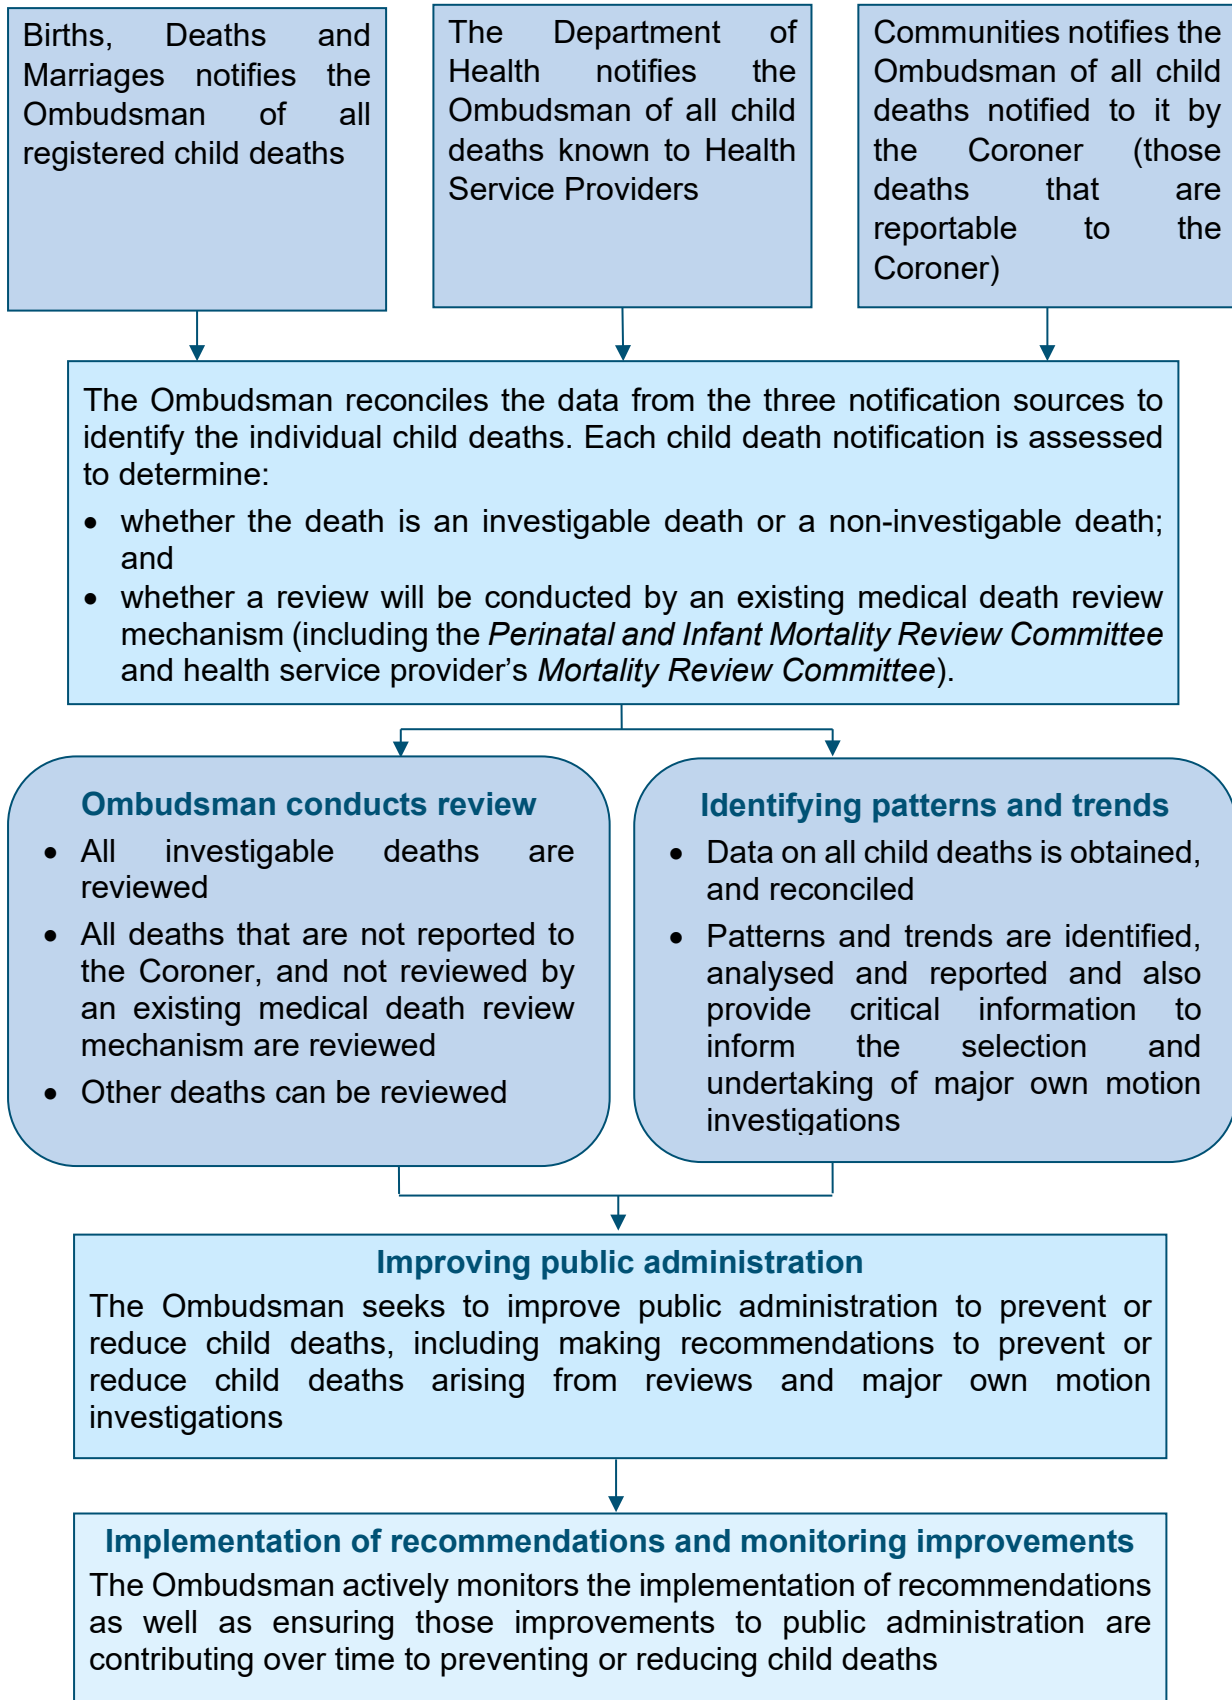 Births, Deaths and
Marriages notifies the
Ombudsman of all
registered child deaths
The Department of
Health notifies the
Ombudsman of all child
deaths known to Health
Service Providers
Communities notifies the
Ombudsman of all child
deaths notified to it by
the Coroner (those
deaths that are
reportable to the
Coroner)
The Ombudsman reconciles the data from the three notification sources to
identify the individual child deaths. Each child death notification is assessed
to determine:
• whether the death is an investigable death or a non-investigable death;
and
• whether a review will be conducted by an existing medical death review
mechanism (including the Perinatal and Infant Mortality Review Committee
and health service provider’s Mortality Review Committee).
Ombudsman conducts review
• All investigable deaths are
reviewed
• All deaths that are not reported to
the Coroner, and not reviewed by
an existing medical death review
mechanism are reviewed
• Other deaths can be reviewed
Identifying patterns and trends
• Data on all child deaths is obtained,
and reconciled
• Patterns and trends are identified,
analysed and reported and also
provide critical information to
inform the selection and
undertaking of major own motion
investigations
Improving public administration
The Ombudsman seeks to improve public administration to prevent or
reduce child deaths, including making recommendations to prevent or
reduce child deaths arising from reviews and major own motion
investigations
Implementation of recommendations and monitoring improvements
The Ombudsman actively monitors the implementation of recommendations
as well as ensuring those improvements to public administration are
contributing over time to preventing or reducing child deaths